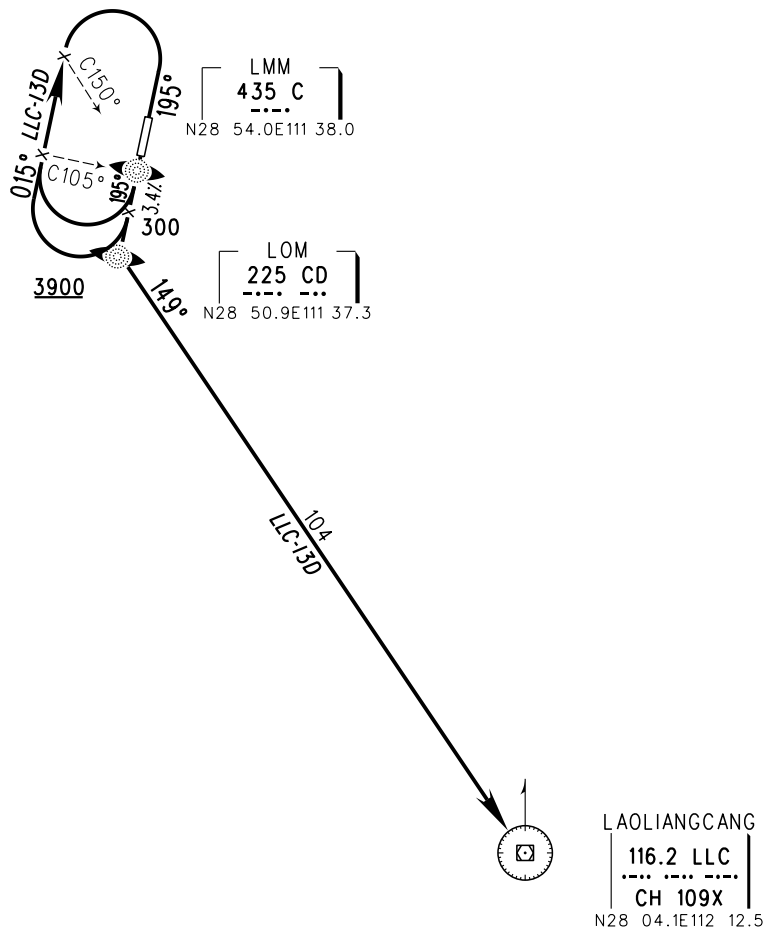 C150°
LLC-13D
195°
015°
C105°
195°
3.4%
300
3900
149°
LMM
435 C
N28 54.0E111 38.0
LOM
225 CD
N28 50.9E111 37.3
104
LLC-13D
LAOLIANGCANG
116.2 LLC
CH 109X
N28 04.1E112 12.5